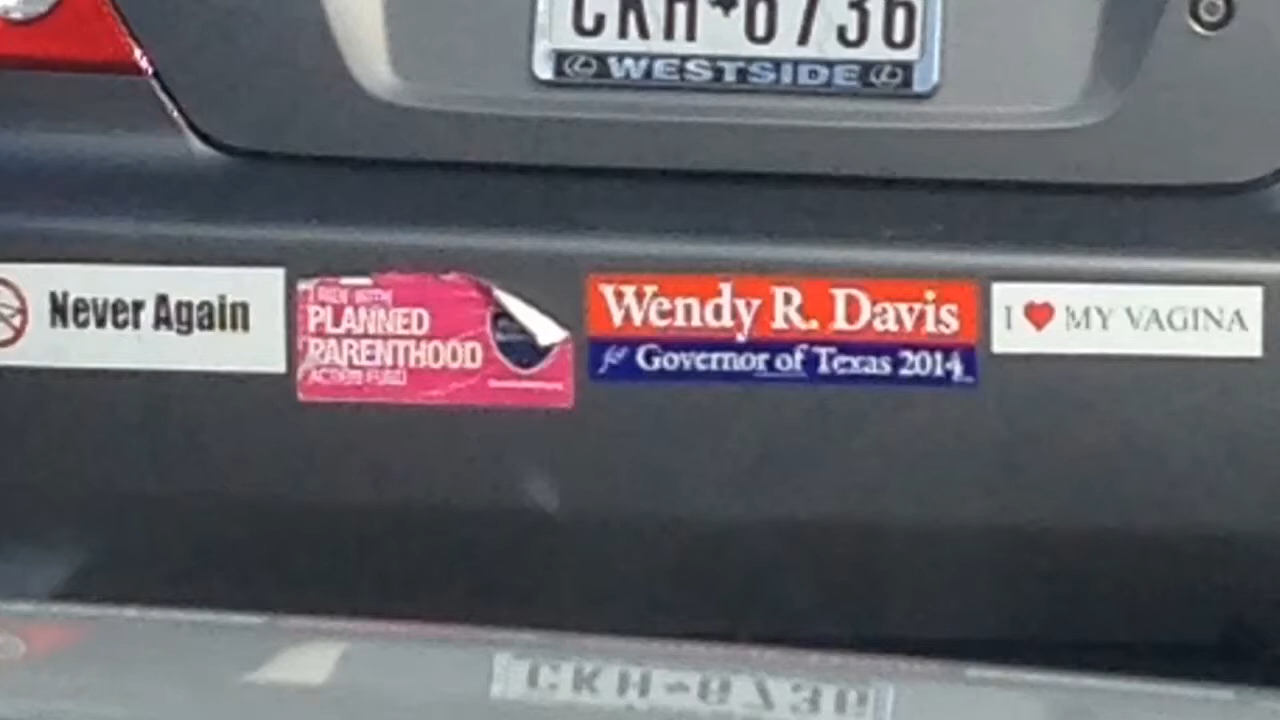 CKH*6736
WESTSIDE
Never Again
I RIDE WITH
PLANNED
PARENTHOOD
ACTION FUND
Wendy R. Davis
for Governor of Texas 2014
I ♥ MY VAGINA